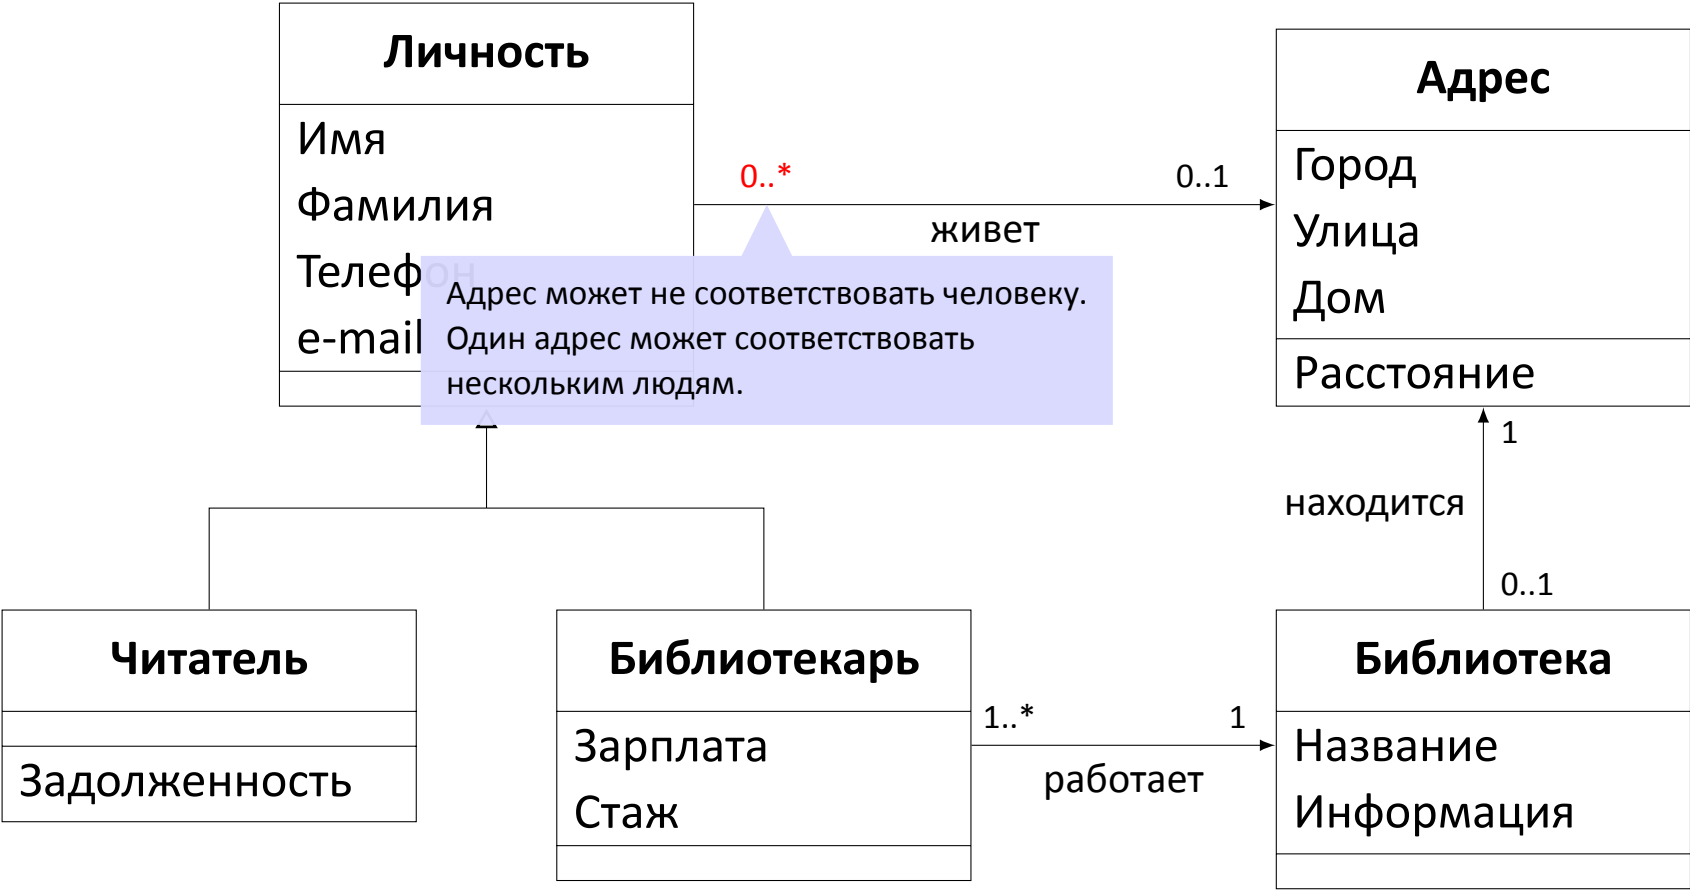 Личность
Имя
Фамилия
Телефон
e-mail
0..*
0..1
живет
Адрес может не соответствовать человеку.
Один адрес может соответствовать
нескольким людям.
Адрес
Город
Улица
Дом
Расстояние
1
находится
0..1
Читатель
Задолженность
Библиотекарь
Зарплата
Стаж
1..*
1
работает
Библиотека
Название
Информация